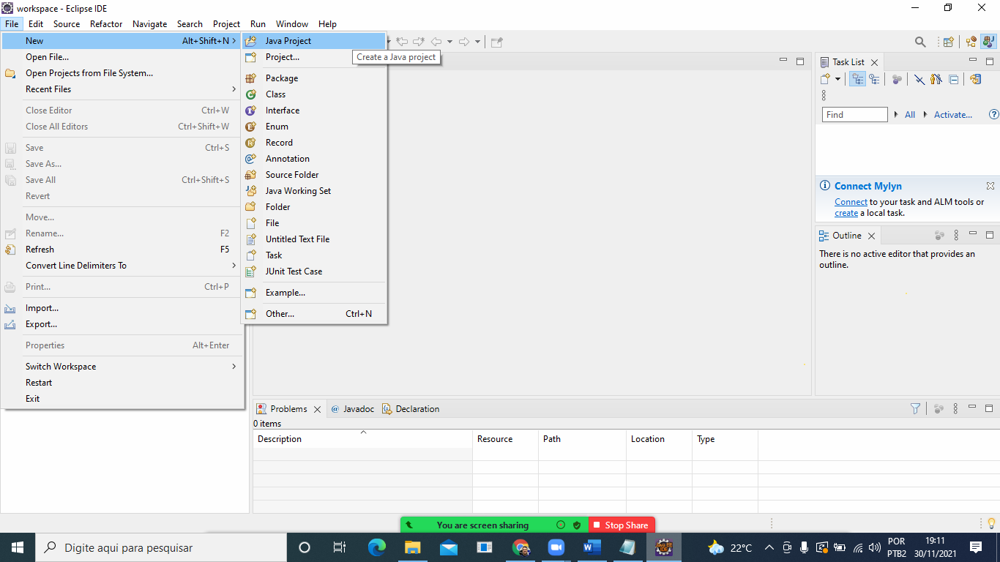 workspace - Eclipse IDE
File Edit Source Refactor Navigate Search Project Run Window Help
New Alt+Shift+N
Open File...
Open Projects from File System...
Recent Files
Close Editor Ctrl+W
Close All Editors Ctrl+Shift+W
Save Ctrl+S
Save As...
Save All Ctrl+Shift+S
Revert
Move...
Rename... F2
Refresh F5
Convert Line Delimiters To
Print... Ctrl+P
Import...
Export...
Properties Alt+Enter
Switch Workspace
Restart
Exit
Java Project
Project...
Create a Java project
Package
Class
Interface
Enum
Record
Annotation
Source Folder
Java Working Set
Folder
File
Untitled Text File
Task
JUnit Test Case
Example...
Other... Ctrl+N
Task List
Find All Activate...
Connect Mylyn
Connect to your task and ALM tools or
create a local task.
Outline
There is no active editor that provides an
outline.
Problems Javadoc Declaration
0 items
Description Resource Path Location Type
You are screen sharing Stop Share
Digite aqui para pesquisar
22°C
POR
PTB2
19:11
30/11/2021